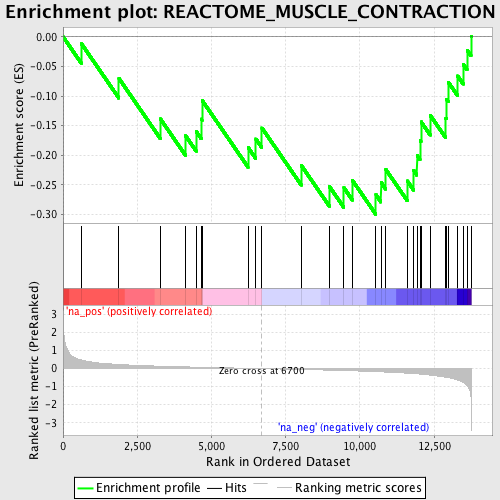 Enrichment plot: REACTOME_MUSCLE_CONTRACTION
Enrichment score (ES)
0.00
-0.05
-0.10
-0.15
-0.20
-0.25
-0.30
'na_pos' (positively correlated)
Ranked list metric (PreRanked)
3
2
1
0
-1
-2
-3
Zero cross at 6700
'na_neg' (negatively correlated)
0
2,500
5,000
7,500
10,000
12,500
Rank in Ordered Dataset
Enrichment profile
Hits
Ranking metric scores